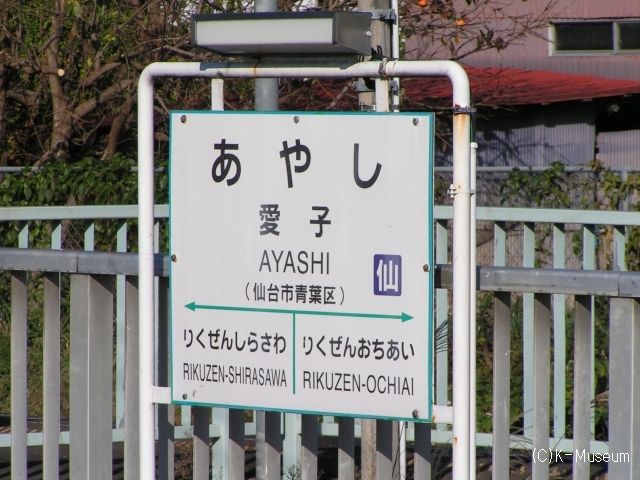 あやし
愛子
AYASHI
仙
(仙台市青葉区)
りくぜんしらさわ
りくぜんおちあい
RIKUZEN-SHIRASAWA
RIKUZEN-OCHIAI
(C)K-Museum